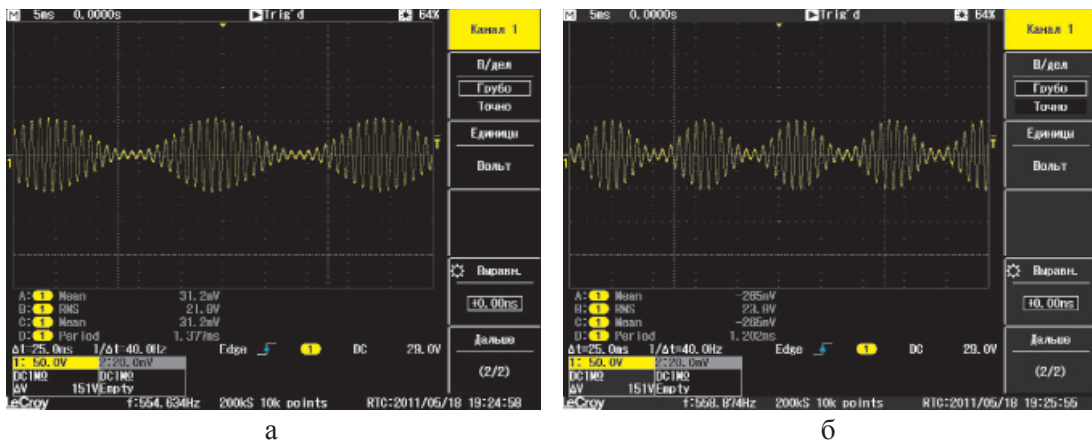 M 5ms 0.0000s Trig'd 64%
Канал 1
В/дел
Грубо
Точно
Единицы
Вольт
T
1
Выравн.
+0.00ns
A: 1 Mean 31.2mV
B: 1 RMS 21.0V
C: 1 Mean 31.2mV
D: 1 Period 1.377ms
Δt=25.0ms 1/Δt=40.0Hz Edge 1 DC 29.0V
1: 50.0V 2:20.0mV
DC1MΩ DC1MΩ
ΔV 151V Empty
Дальше
(2/2)
LeCroy f:554.634Hz 200kS 10k points RTC:2011/05/18 19:24:58
а
M 5ms 0.0000s Trig'd 64%
Канал 1
В/дел
Грубо
Точно
Единицы
Вольт
T
1
Выравн.
+0.00ns
A: 1 Mean -265mV
B: 1 RMS 23.8V
C: 1 Mean -265mV
D: 1 Period 1.202ms
Δt=25.0ms 1/Δt=40.0Hz Edge 1 DC 29.0V
1: 50.0V 2:20.0mV
DC1MΩ DC1MΩ
ΔV 151V Empty
Дальше
(2/2)
LeCroy f:558.874Hz 200kS 10k points RTC:2011/05/18 19:25:55
б